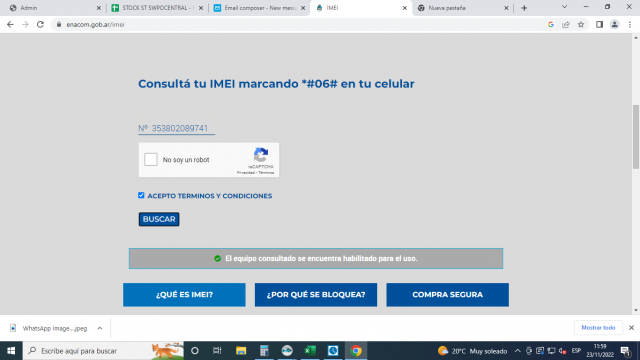 Admin
STOCK ST SWPOCENTRAL -
Email composer - New mess
IMEI
Nueva pestaña
enacom.gob.ar/imei
Consultá tu IMEI marcando *#06# en tu celular
Nº 353802089741
No soy un robot
reCAPTCHA
Privacidad - Términos
ACEPTO TERMINOS Y CONDICIONES
BUSCAR
El equipo consultado se encuentra habilitado para el uso.
¿QUÉ ES IMEI?
¿POR QUÉ SE BLOQUEA?
COMPRA SEGURA
WhatsApp Image....jpeg
Mostrar todo
Escribe aquí para buscar
20°C Muy soleado
ESP
11:59
23/11/2022